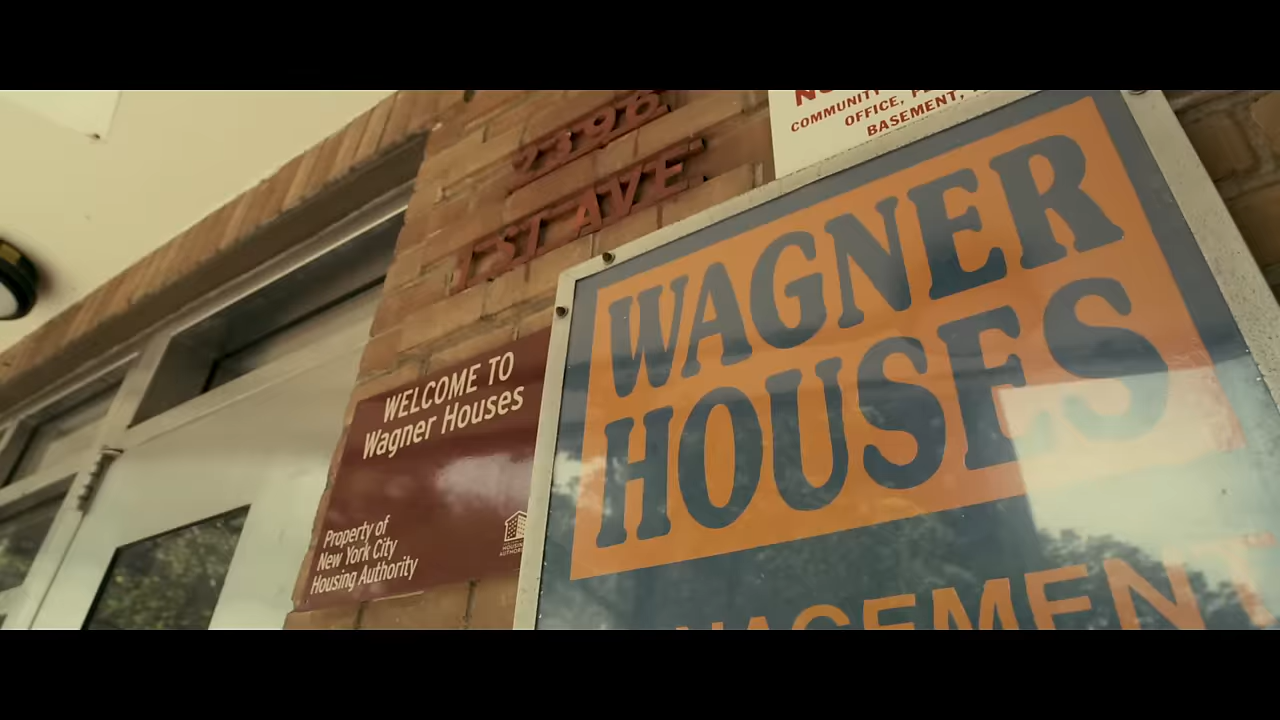 COMMUNITY
OFFICE,
BASEMENT,
2396
1ST AVE.
WAGNER
HOUSES
WELCOME TO
Wagner Houses
Property of
New York City
Housing Authority